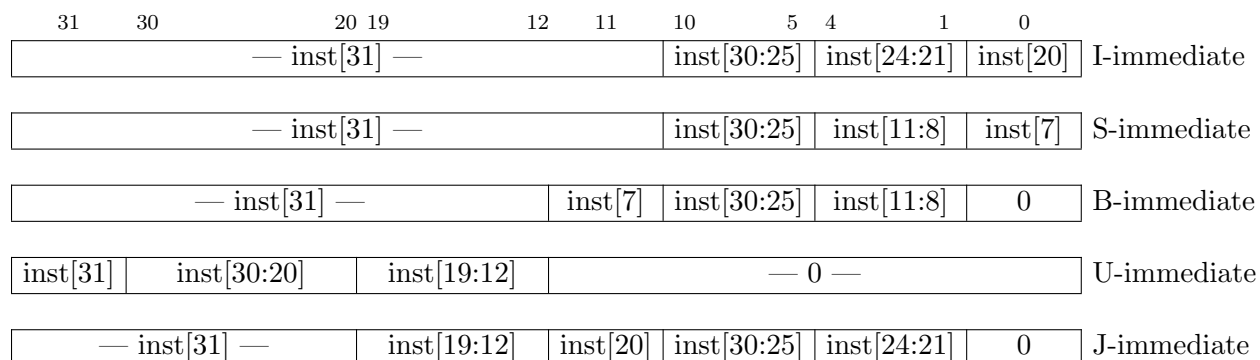 31 30 20 19 12 11 10 5 4 1 0
— inst[31] — inst[30:25] inst[24:21] inst[20] I-immediate
— inst[31] — inst[30:25] inst[11:8] inst[7] S-immediate
— inst[31] — inst[7] inst[30:25] inst[11:8] 0 B-immediate
inst[31] inst[30:20] inst[19:12] — 0 — U-immediate
— inst[31] — inst[19:12] inst[20] inst[30:25] inst[24:21] 0 J-immediate